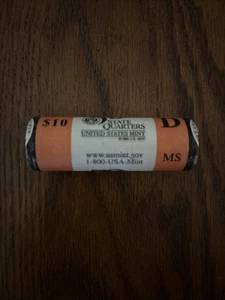 $10
STATE
QUARTERS
UNITED STATES MINT
D
www.usmint.gov
1-800-USA-Mint
MS